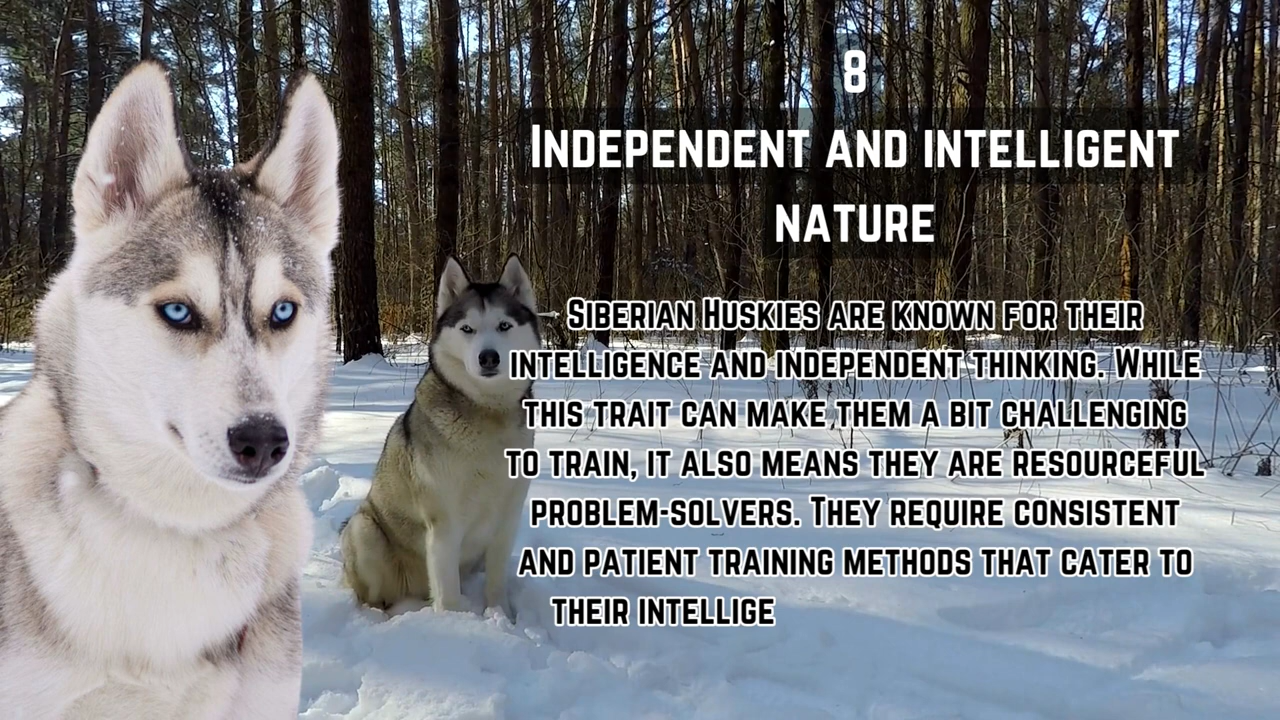 8
Independent and intelligent
nature
Siberian Huskies are known for their
intelligence and independent thinking. While
this trait can make them a bit challenging
to train, it also means they are resourceful
problem-solvers. They require consistent
and patient training methods that cater to
their intellige